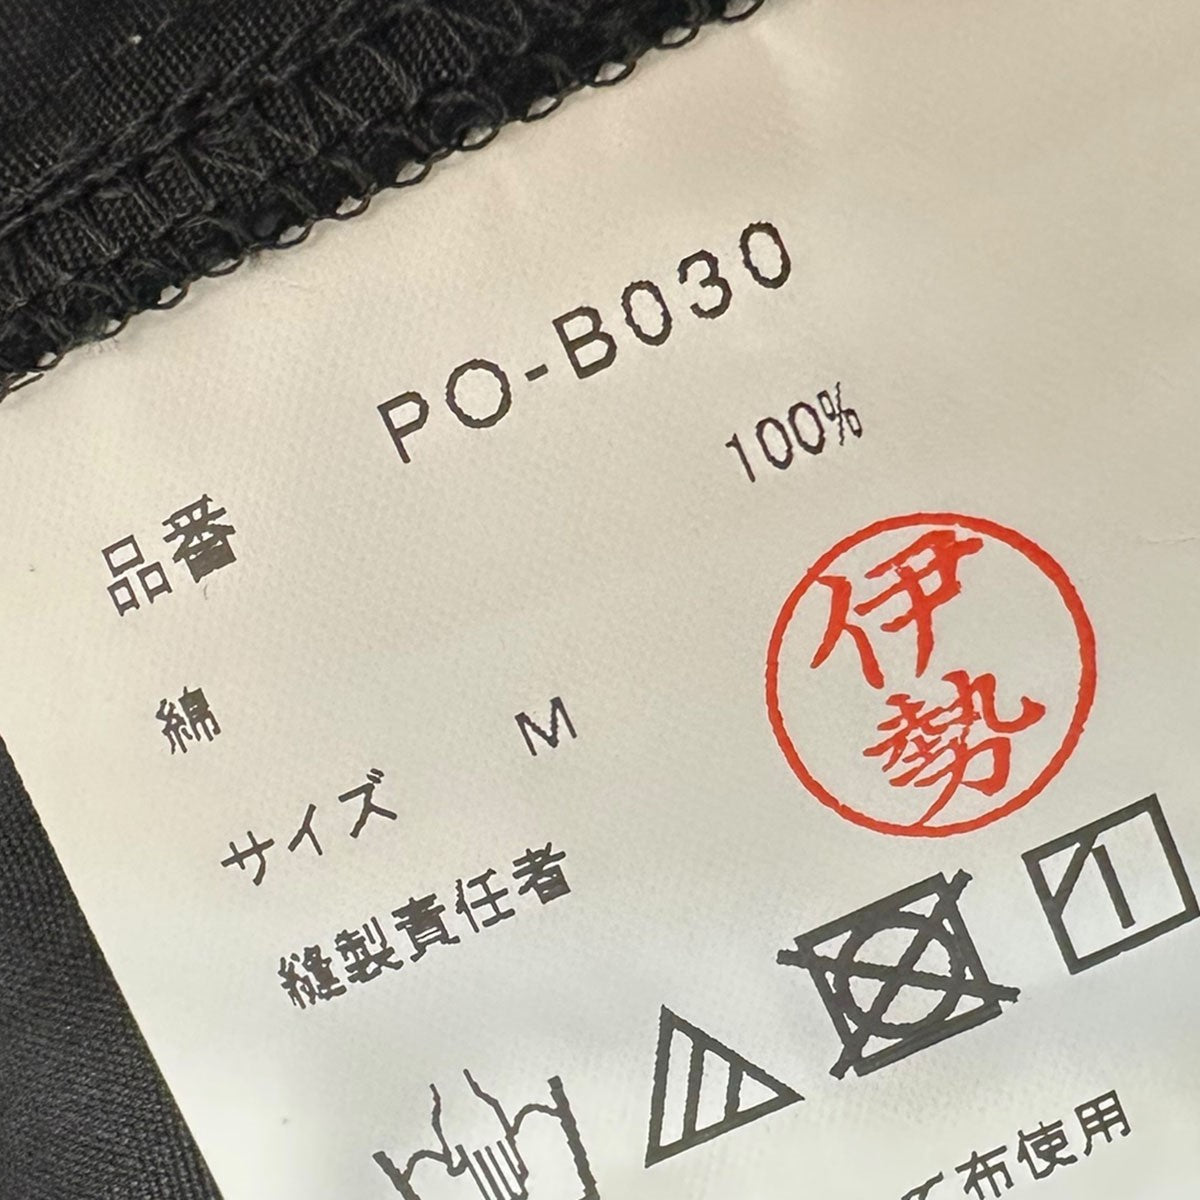 品番 PO-B030
綿 100%
サイズ M
縫製責任者 伊勢
布使用